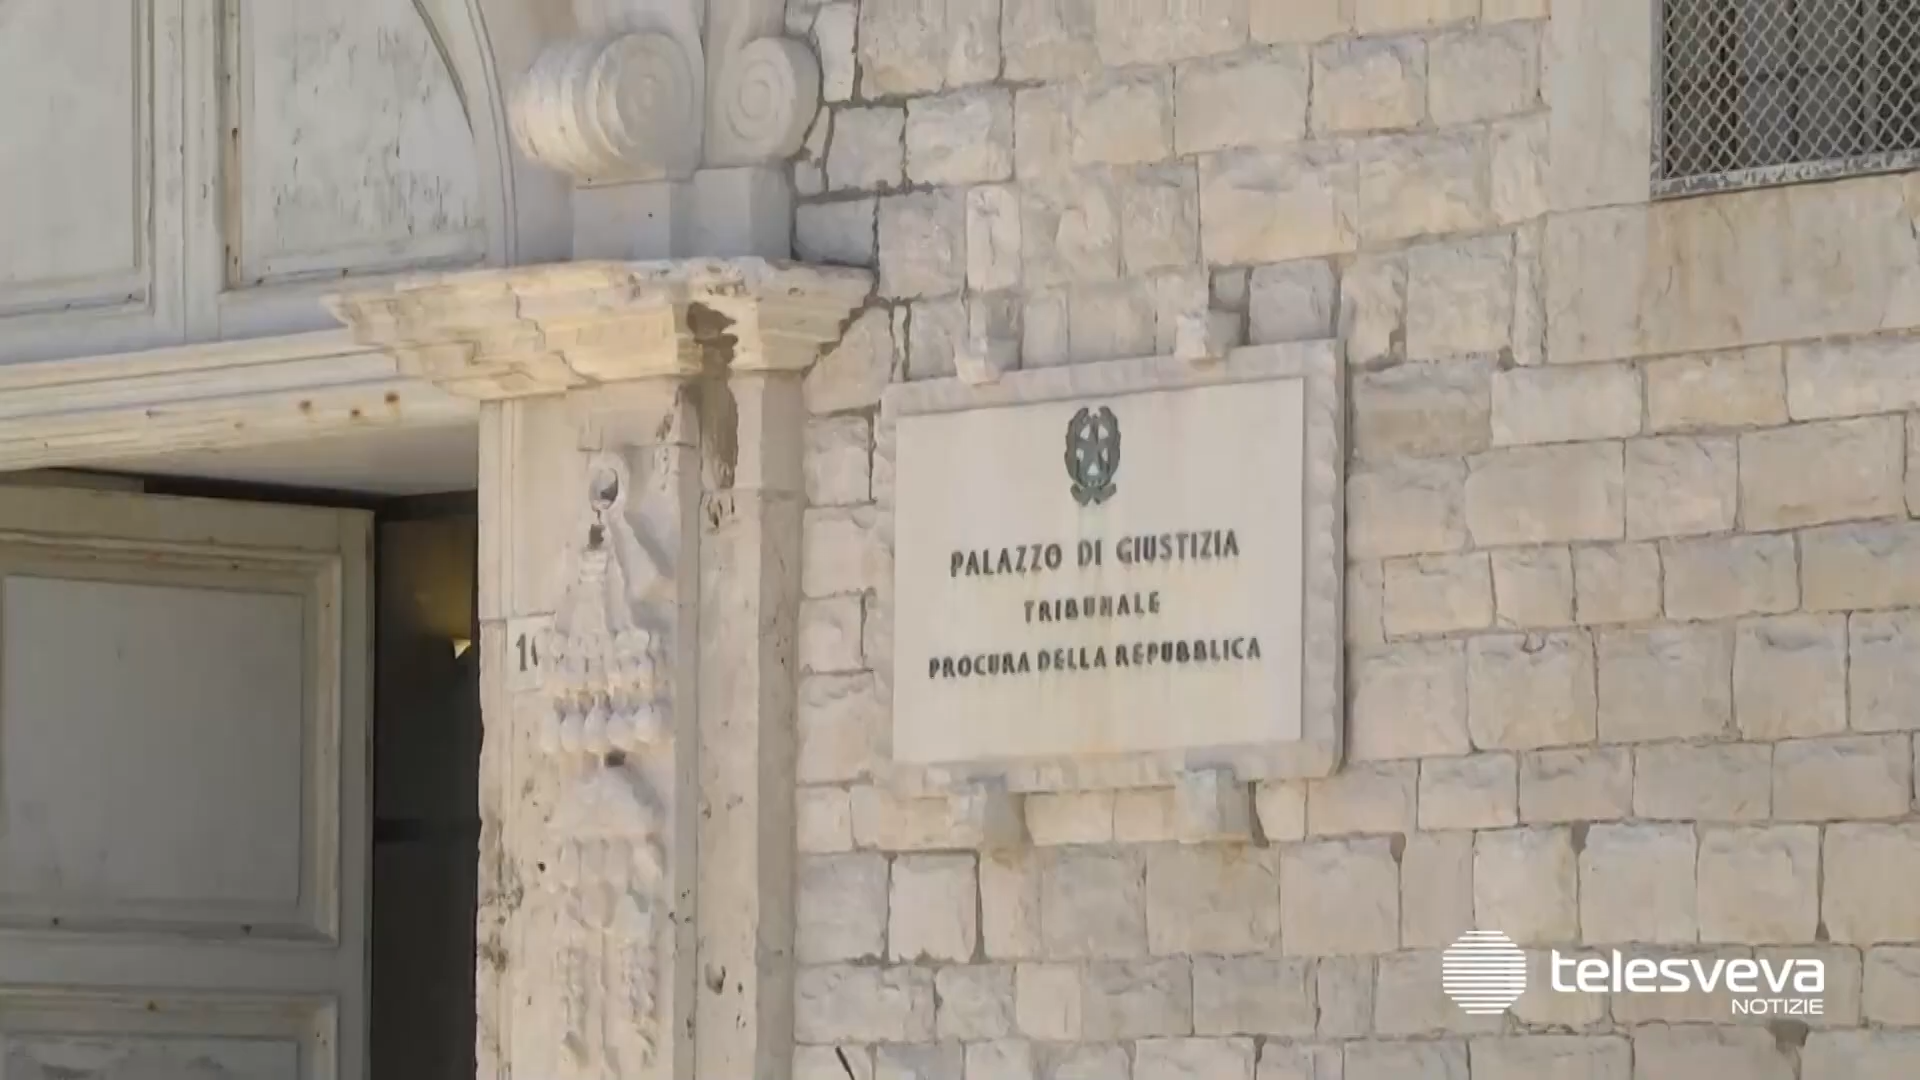 PALAZZO DI GIUSTIZIA
TRIBUNALE
PROCURA DELLA REPUBBLICA
telesveva
NOTIZIE